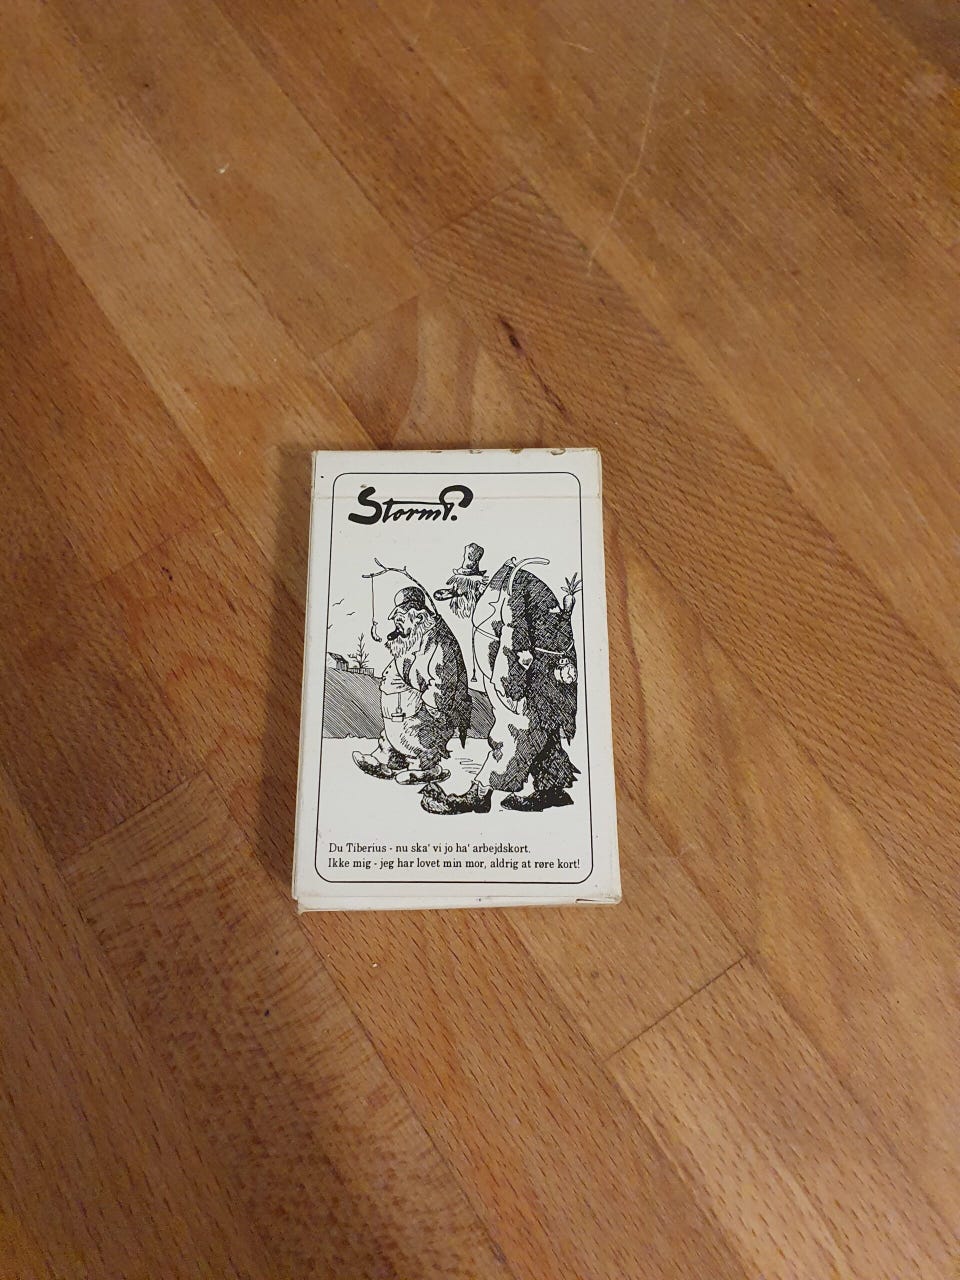 Storm P.
Du Tiberius - nu ska' vi jo ha' arbejdskort.
Ikke mig - jeg har lovet min mor, aldrig at røre kort!